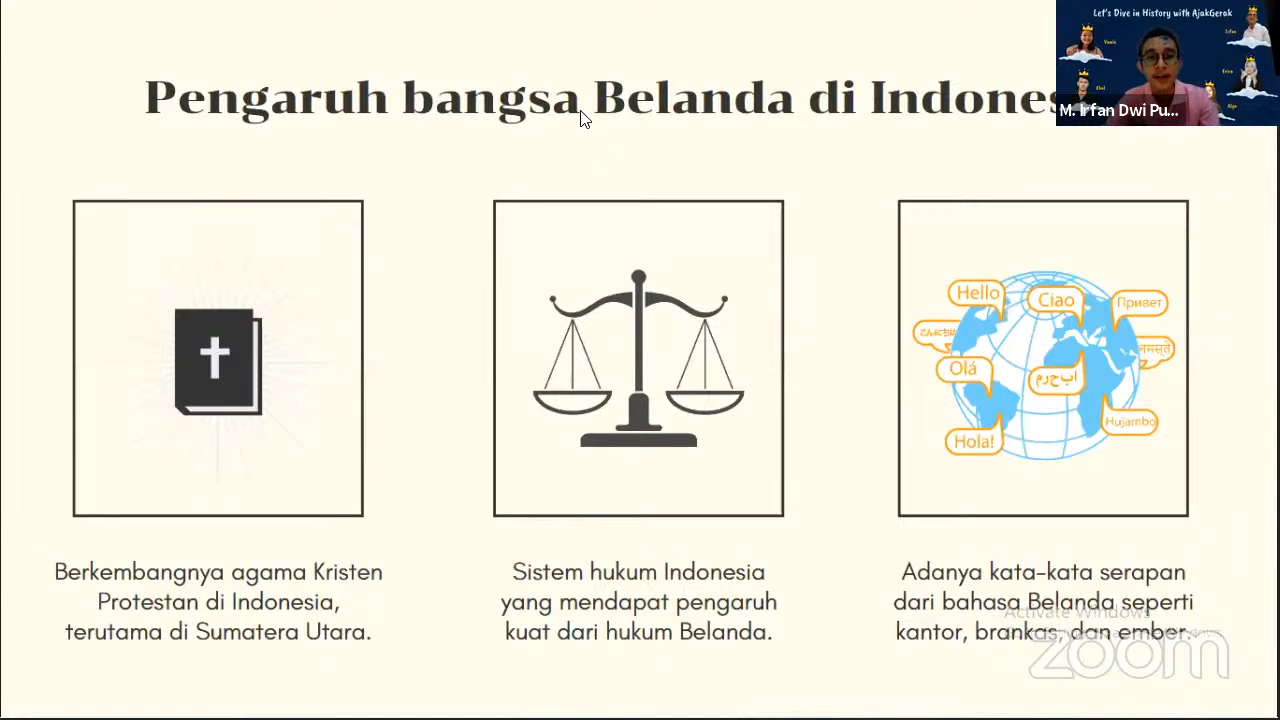 Let's Dive in History with AjakGerak
M. Irfan Dwi Pu...
Pengaruh bangsa Belanda di Indones
Hello
Ciao
Привет
Olá
Hujambo
Hola!
Berkembangnya agama Kristen
Protestan di Indonesia,
terutama di Sumatera Utara.
Sistem hukum Indonesia
yang mendapat pengaruh
kuat dari hukum Belanda.
Adanya kata-kata serapan
dari bahasa Belanda seperti
kantor, brankas, dan ember.
Activate Windows
zoom